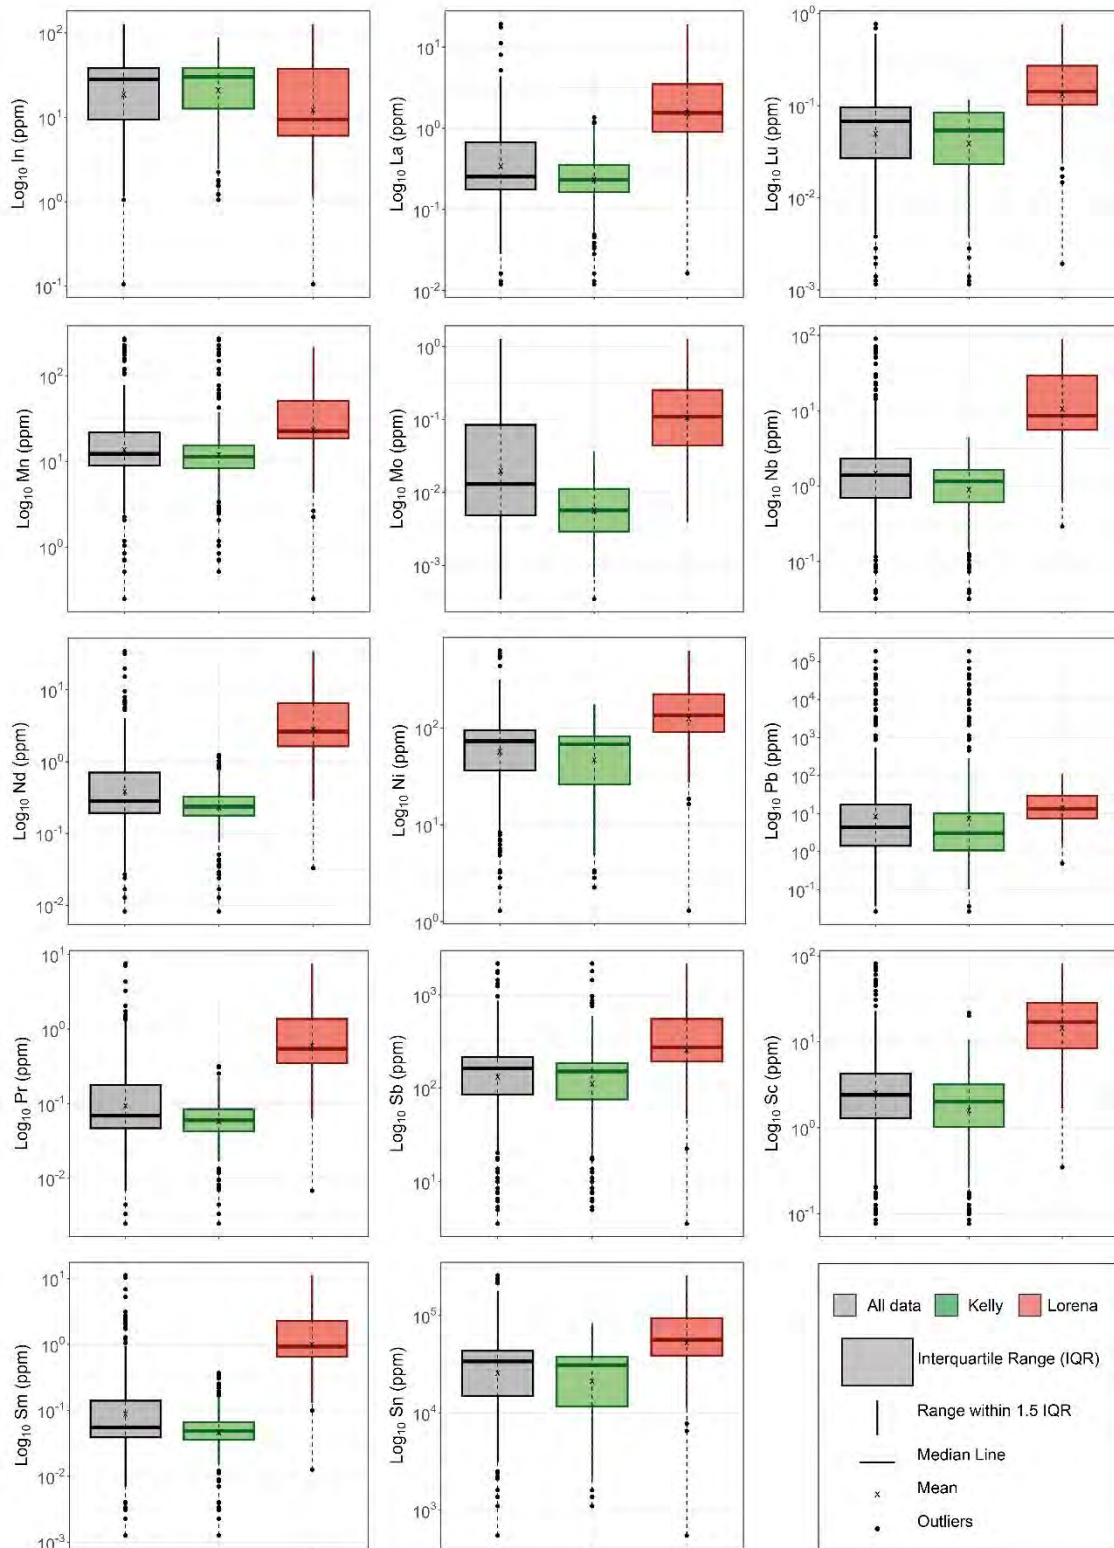 10²
10¹
10⁰
10⁻¹
Log₁₀ In (ppm)
10¹
10⁰
10⁻¹
10⁻²
Log₁₀ La (ppm)
10⁰
10⁻¹
10⁻²
10⁻³
Log₁₀ Lu (ppm)
10²
10¹
10⁰
Log₁₀ Mn (ppm)
10⁰
10⁻¹
10⁻²
10⁻³
Log₁₀ Mo (ppm)
10²
10¹
10⁰
10⁻¹
Log₁₀ Nb (ppm)
10¹
10⁰
10⁻¹
10⁻²
Log₁₀ Nd (ppm)
10²
10¹
10⁰
Log₁₀ Ni (ppm)
10⁵
10⁴
10³
10²
10¹
10⁰
10⁻¹
Log₁₀ Pb (ppm)
10¹
10⁰
10⁻¹
10⁻²
Log₁₀ Pr (ppm)
10³
10²
10¹
Log₁₀ Sb (ppm)
10²
10¹
10⁰
10⁻¹
Log₁₀ Sc (ppm)
10¹
10⁰
10⁻¹
10⁻²
10⁻³
Log₁₀ Sm (ppm)
10⁵
10⁴
10³
Log₁₀ Sn (ppm)
All data Kelly Lorena
Interquartile Range (IQR)
Range within 1.5 IQR
Median Line
Mean
Outliers